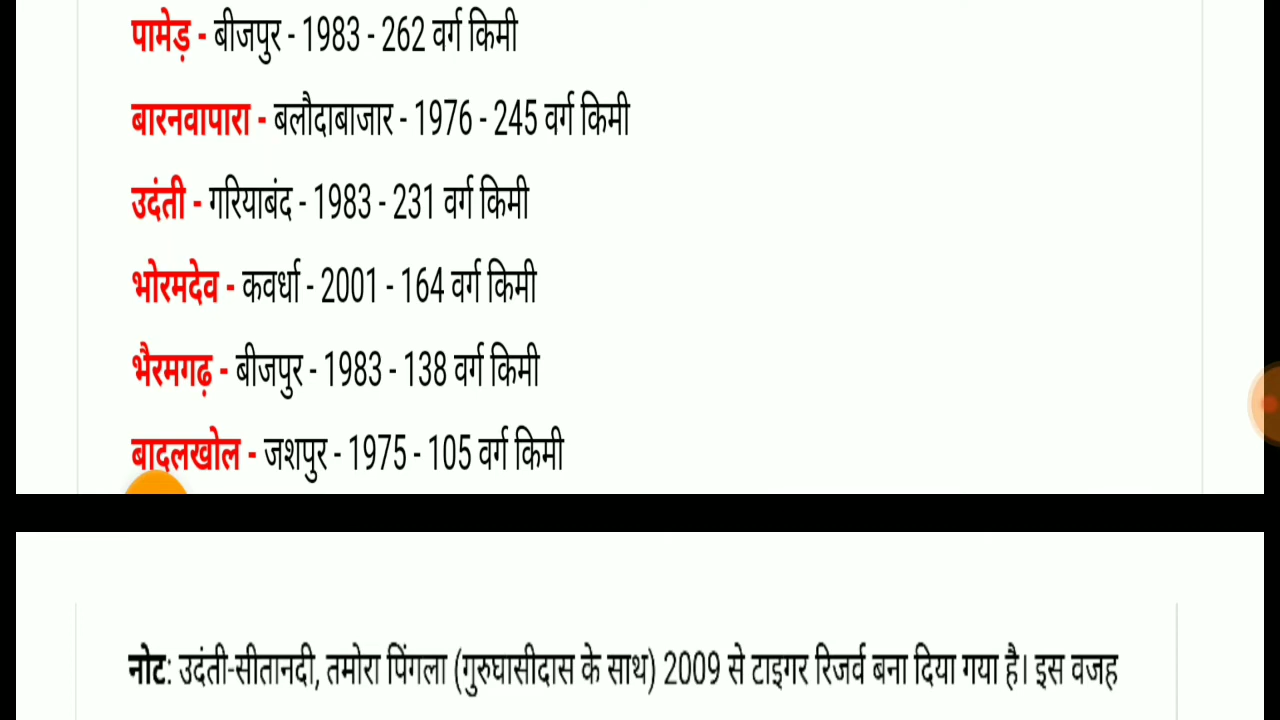 पामेड़ - बीजपुर - 1983 - 262 वर्ग किमी
बारनवापारा - बलौदाबाजार - 1976 - 245 वर्ग किमी
उदंती - गरियाबंद - 1983 - 231 वर्ग किमी
भोरमदेव - कवर्धा - 2001 - 164 वर्ग किमी
भैरमगढ़ - बीजपुर - 1983 - 138 वर्ग किमी
बादलखोल - जशपुर - 1975 - 105 वर्ग किमी
नोट: उदंती-सीतानदी, तमोरा पिंगला (गुरुघासीदास के साथ) 2009 से टाइगर रिजर्व बना दिया गया है। इस वजह